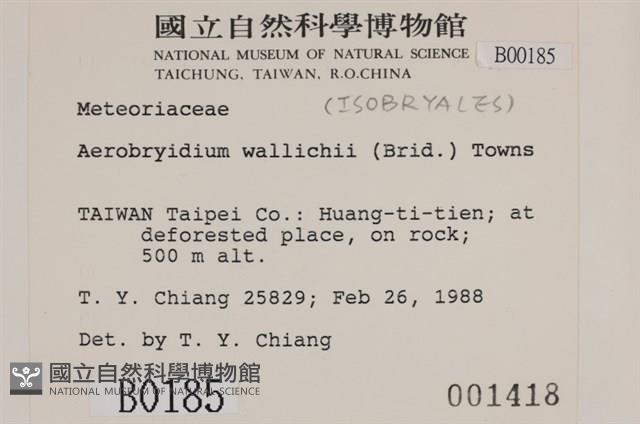 國立自然科學博物館
NATIONAL MUSEUM OF NATURAL SCIENCE
TAICHUNG, TAIWAN, R.O.CHINA
B00185
Meteoriaceae
(ISOBRYALES)
Aerobryidium wallichii (Brid.) Towns
TAIWAN Taipei Co.: Huang-ti-tien; at
deforested place, on rock;
500 m alt.
T. Y. Chiang 25829; Feb 26, 1988
Det. by T. Y. Chiang
國立自然科學博物館
NATIONAL MUSEUM OF NATURAL SCIENCE
B0185
001418